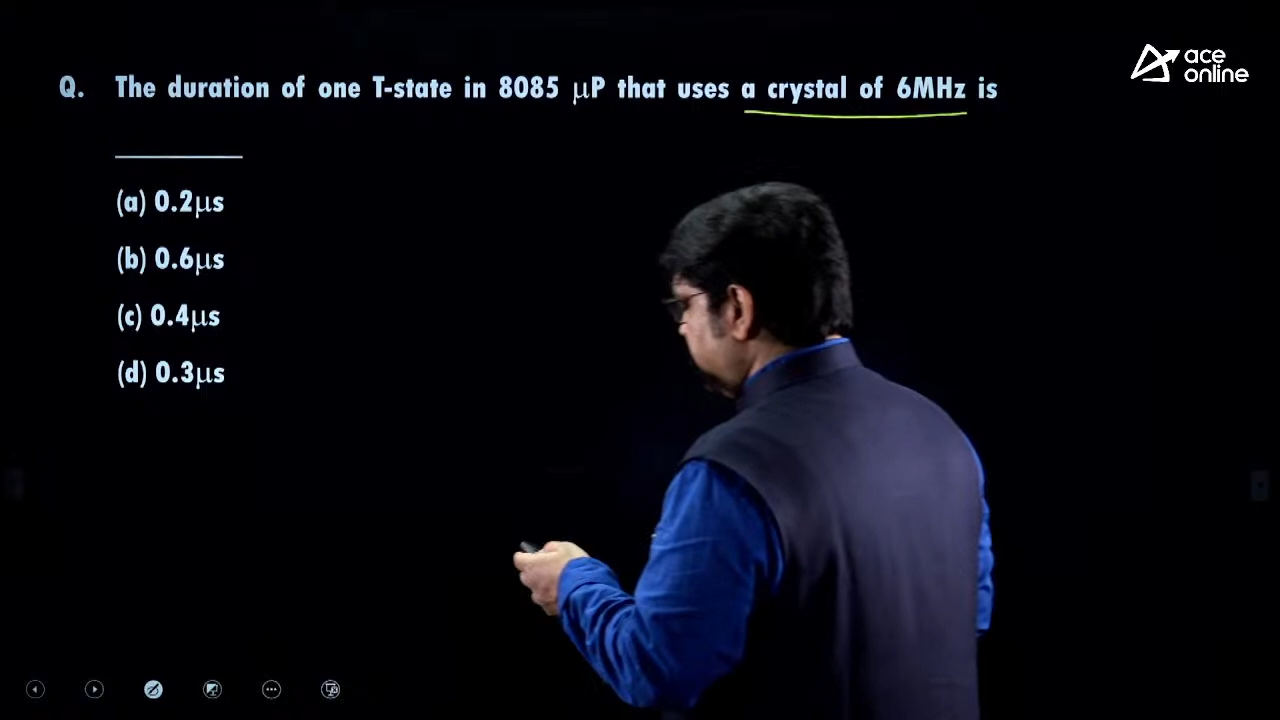 ace
online
Q. The duration of one T-state in 8085 μP that uses a crystal of 6MHz is
__________
(a) 0.2μs
(b) 0.6μs
(c) 0.4μs
(d) 0.3μs